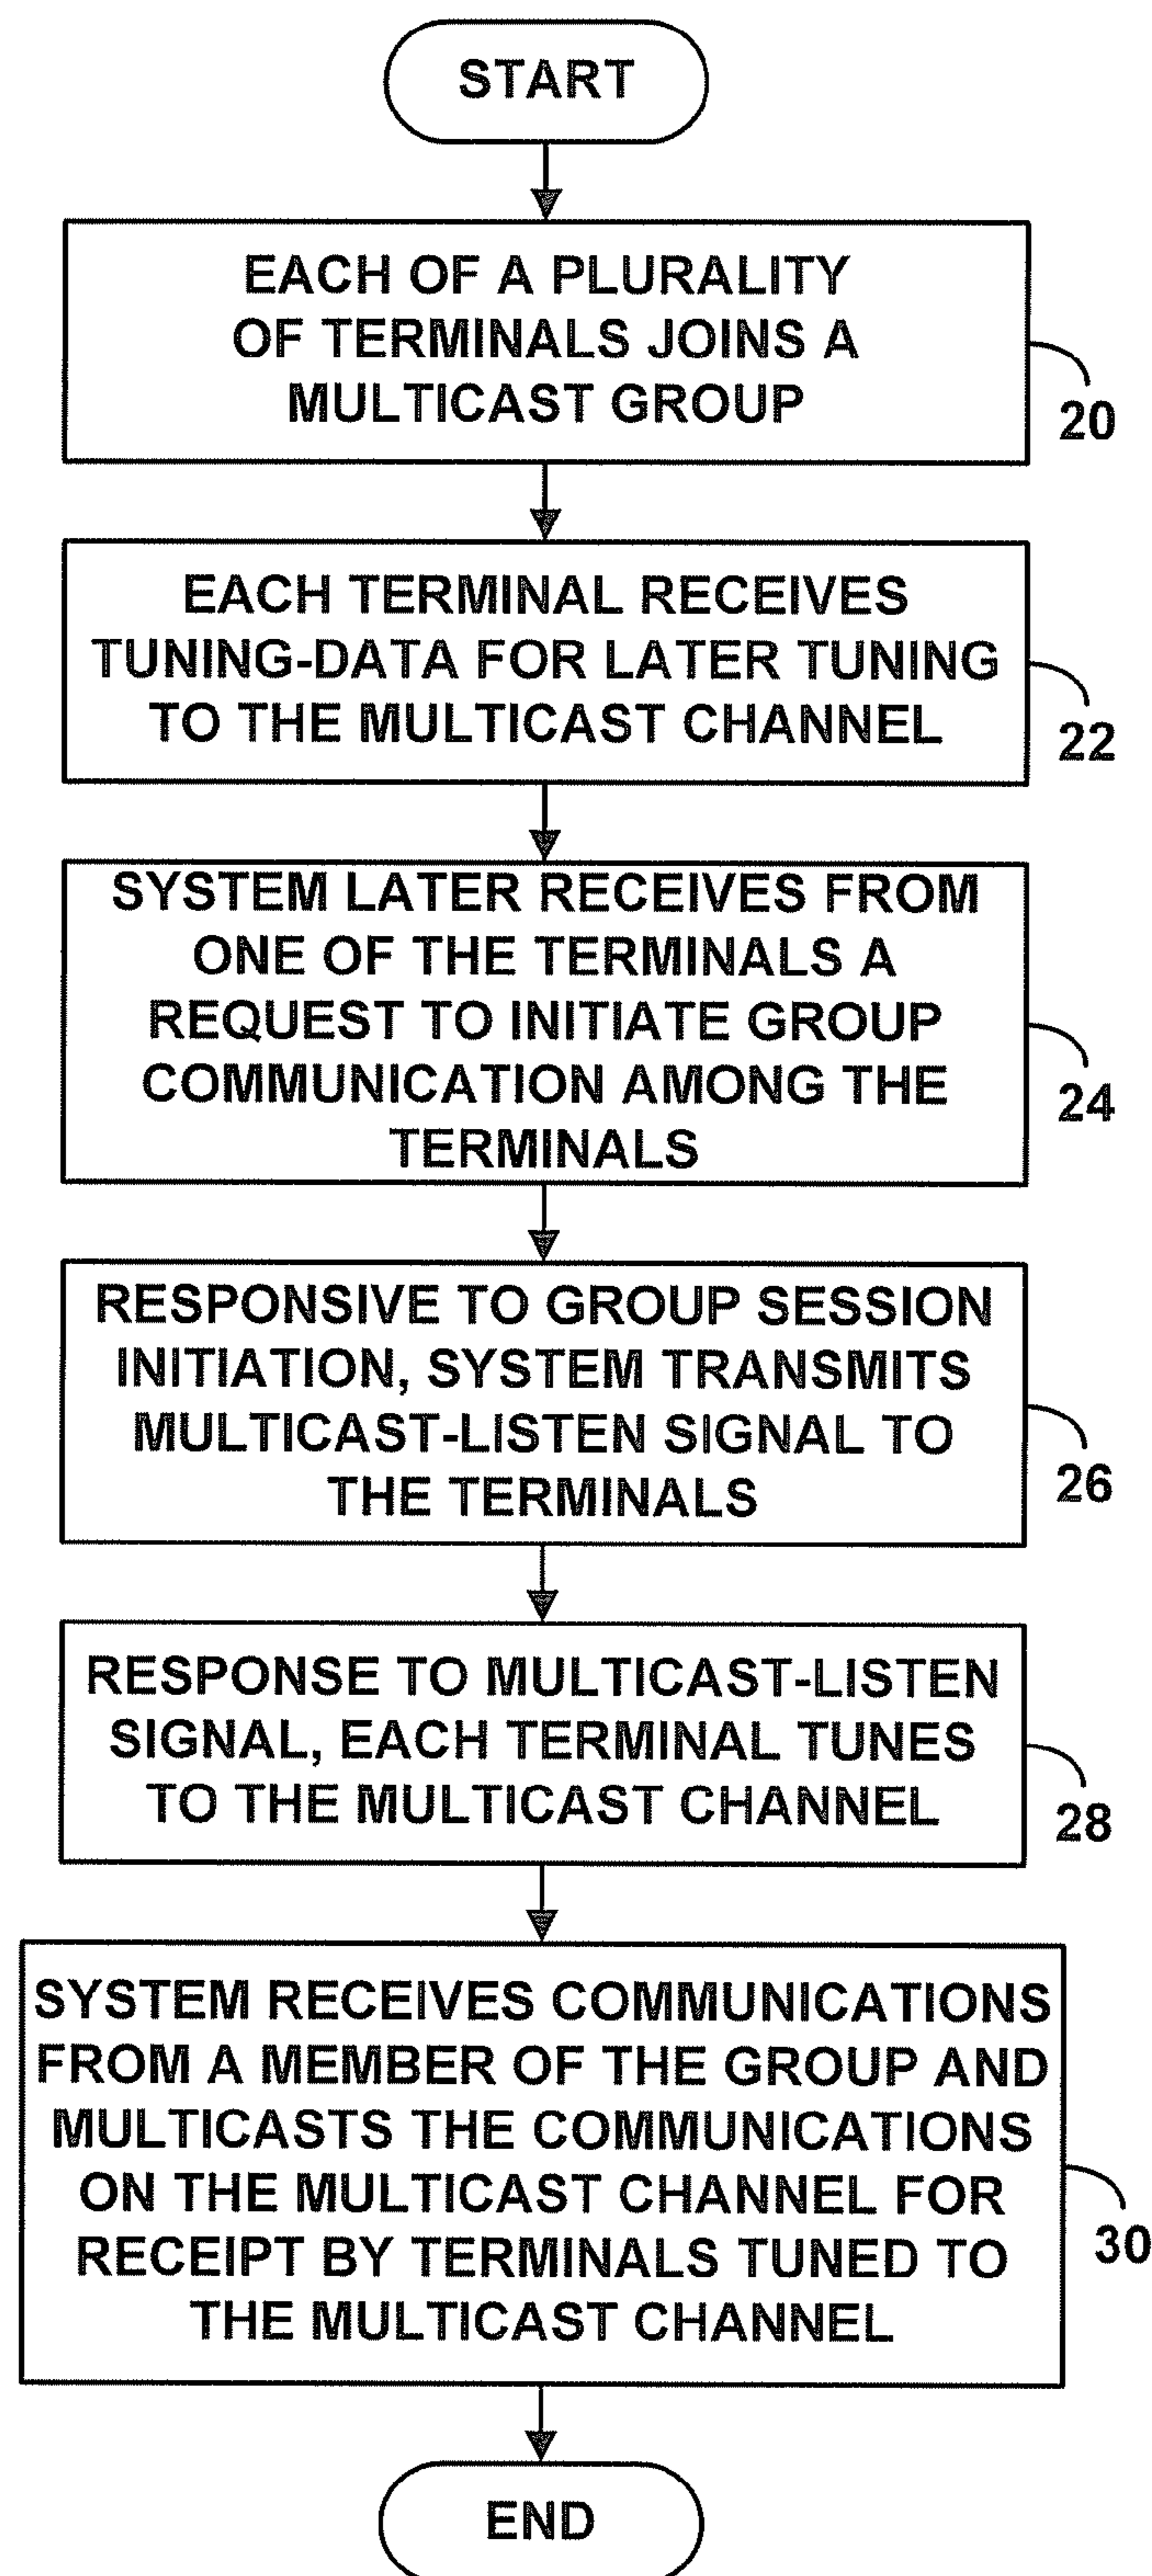 START
EACH OF A PLURALITY
OF TERMINALS JOINS A
MULTICAST GROUP
20
EACH TERMINAL RECEIVES
TUNING-DATA FOR LATER TUNING
TO THE MULTICAST CHANNEL
22
SYSTEM LATER RECEIVES FROM
ONE OF THE TERMINALS A
REQUEST TO INITIATE GROUP
COMMUNICATION AMONG THE
TERMINALS
24
RESPONSIVE TO GROUP SESSION
INITIATION, SYSTEM TRANSMITS
MULTICAST-LISTEN SIGNAL TO
THE TERMINALS
26
RESPONSE TO MULTICAST-LISTEN
SIGNAL, EACH TERMINAL TUNES
TO THE MULTICAST CHANNEL
28
SYSTEM RECEIVES COMMUNICATIONS
FROM A MEMBER OF THE GROUP AND
MULTICASTS THE COMMUNICATIONS
ON THE MULTICAST CHANNEL FOR
RECEIPT BY TERMINALS TUNED TO
THE MULTICAST CHANNEL
30
END